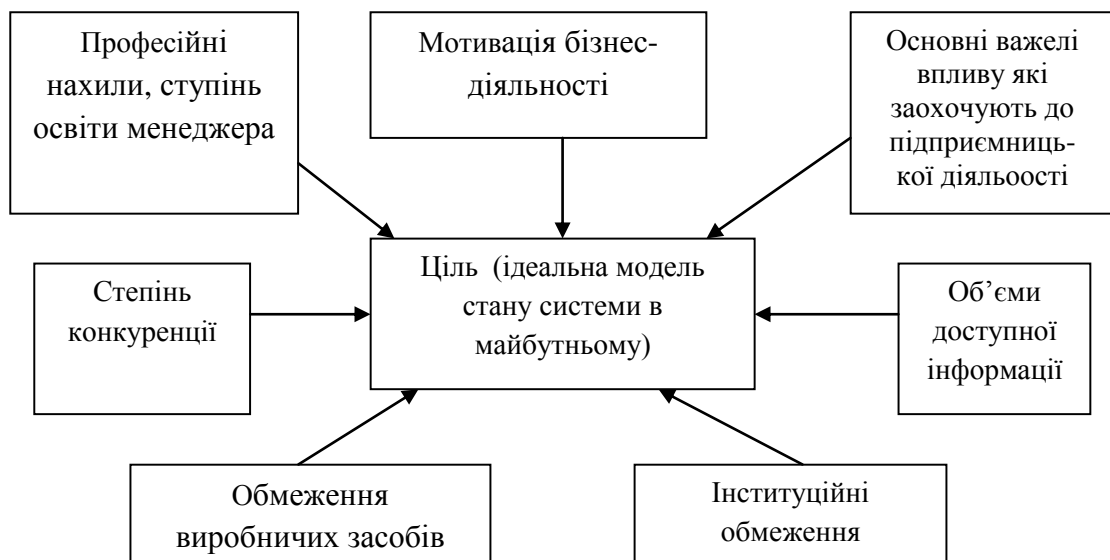 Професійні
нахили, ступінь
освіти менеджера
Мотивація бізнес-
діяльності
Основні важелі
впливу які
заохочують до
підприємниць-
кої діяльоості
Степінь
конкуренції
Ціль (ідеальна модель
стану системи в
майбутньому)
Об’єми
доступної
інформації
Обмеження
виробничих засобів
Інституційні
обмеження